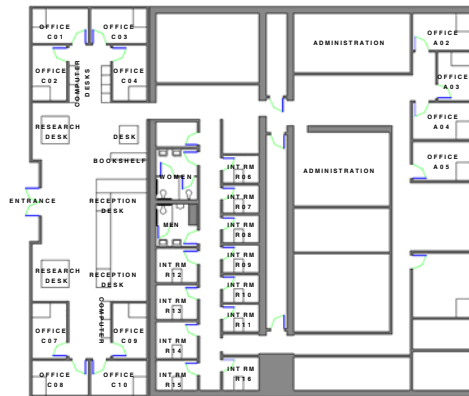 OFFICE
C01
OFFICE
C03
OFFICE
C02
COMPUTER
DESKS
OFFICE
C04
ADMINISTRATION
OFFICE
A02
OFFICE
A03
OFFICE
A04
OFFICE
A05
RESEARCH
DESK
DESK
BOOKSHELF
WOMEN
MEN
ENTRANCE
RECEPTION
DESK
INT RM
R06
INT RM
R07
INT RM
R08
INT RM
R09
INT RM
R10
INT RM
R11
ADMINISTRATION
RESEARCH
DESK
RECEPTION
DESK
INT RM
R12
INT RM
R13
INT RM
R14
INT RM
R15
INT RM
R16
OFFICE
C07
COMPUTER
OFFICE
C09
OFFICE
C08
OFFICE
C10